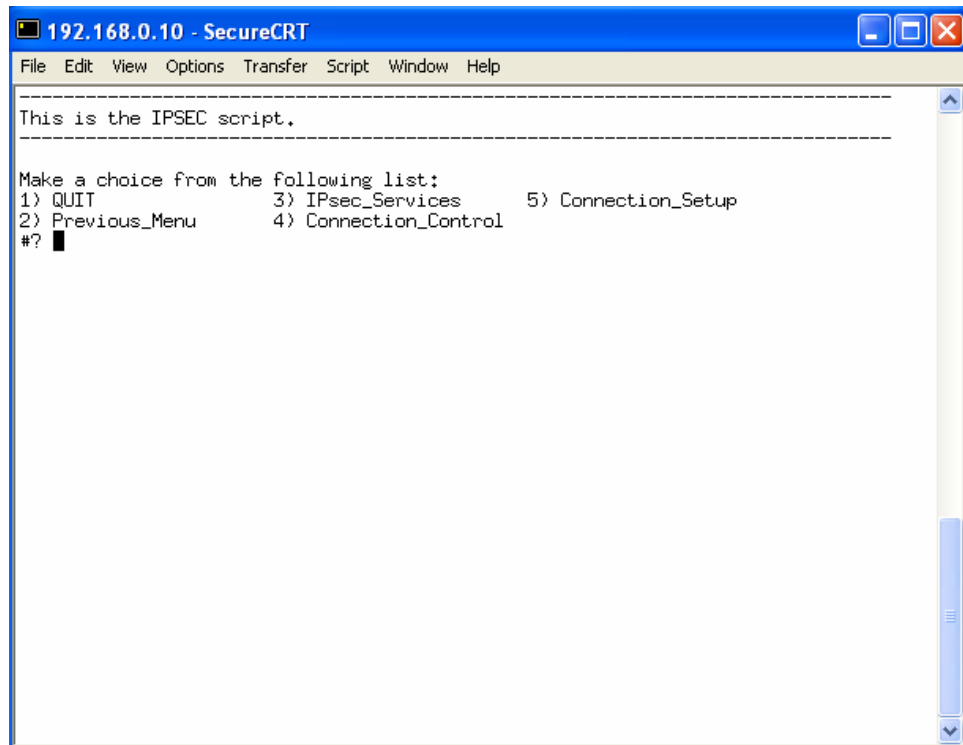 192.168.0.10 - SecureCRT
File Edit View Options Transfer Script Window Help
--------------------------------------------------------------------------------
This is the IPSEC script.
--------------------------------------------------------------------------------
Make a choice from the following list:
1) QUIT 3) IPsec_Services 5) Connection_Setup
2) Previous_Menu 4) Connection_Control
#?